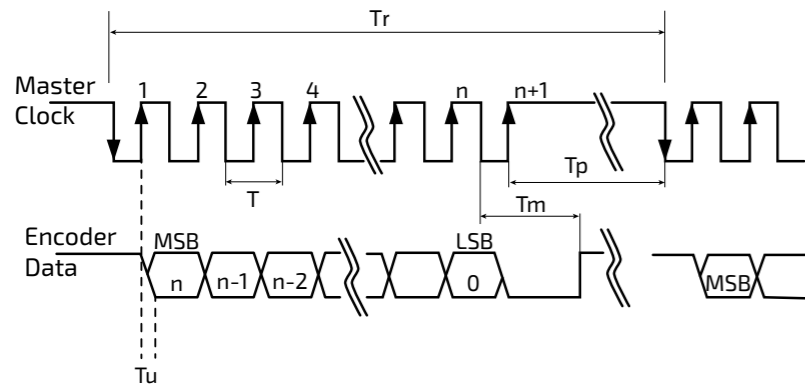 Tr
Master
Clock
1 2 3 4 n n+1
T
Tp
Tm
Encoder
Data
MSB LSB
n n-1 n-2 0 MSB
Tu